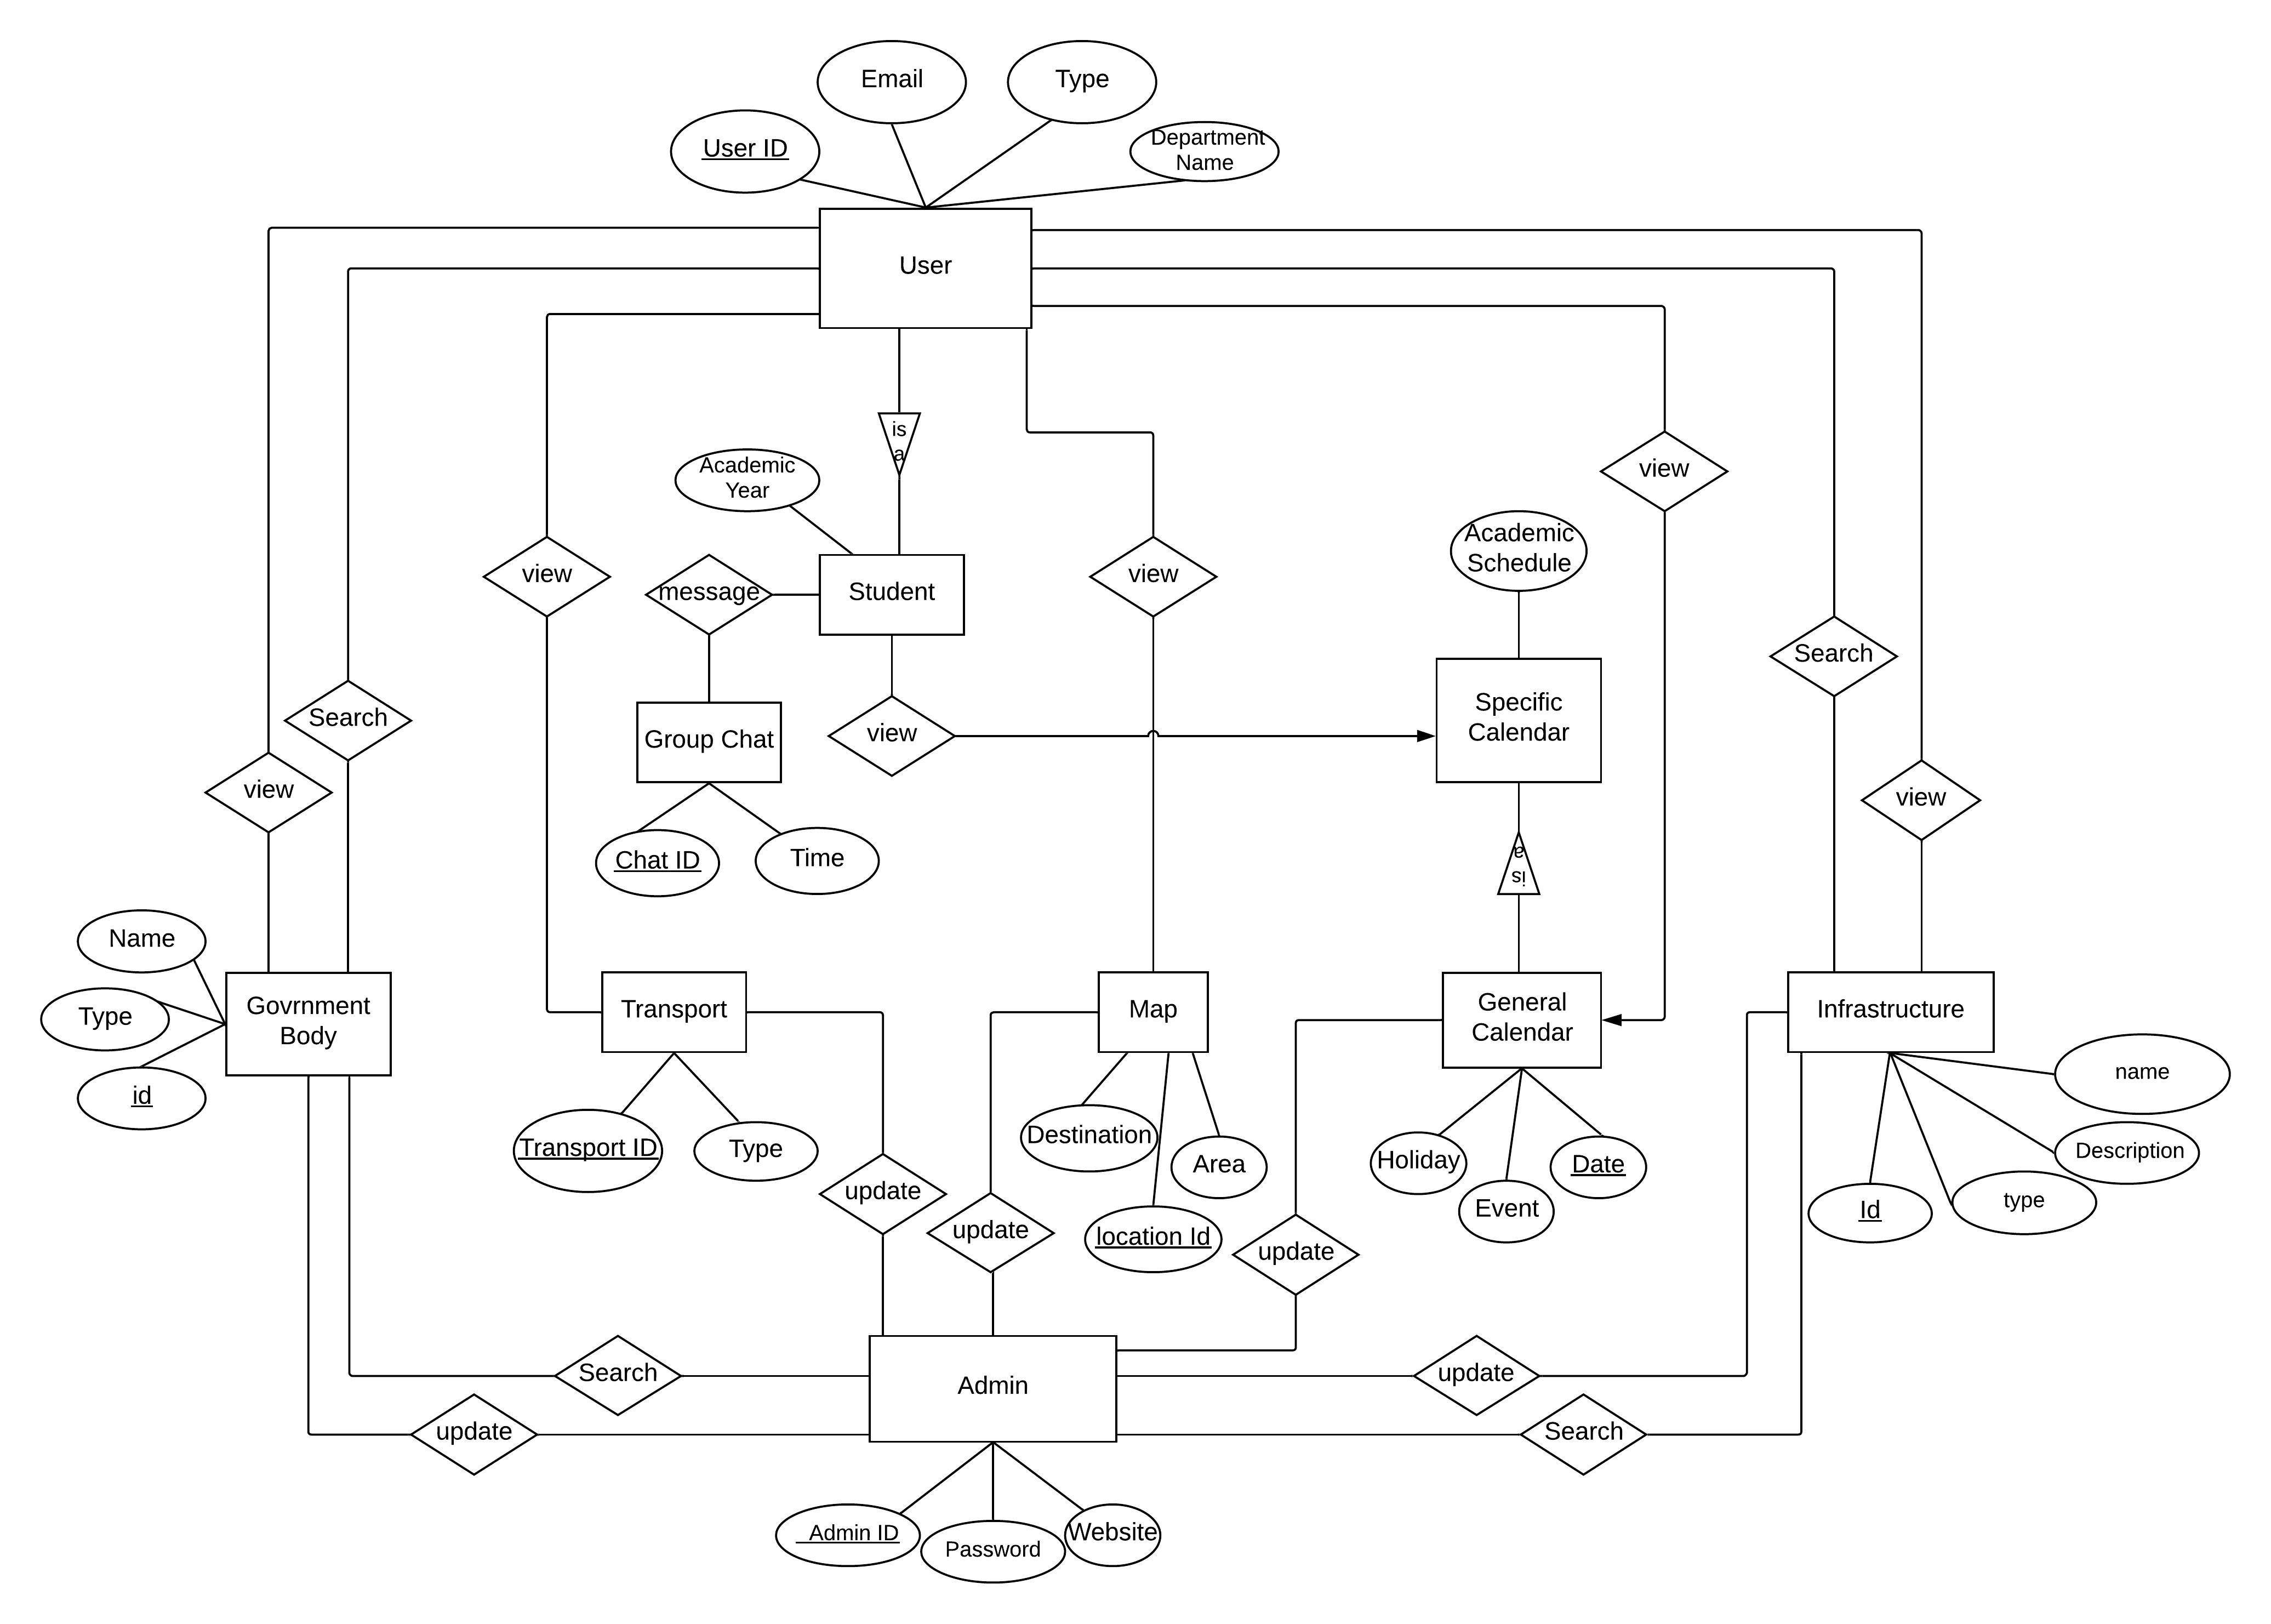 Email
Type
User ID
Department
Name
User
is
a
Academic
Year
view
message
Student
view
view
Academic
Schedule
Search
Specific
Calendar
Search
Group Chat
view
view
view
Chat ID
Time
is
a
Name
Type
id
Govrnment
Body
Transport
Map
General
Calendar
Infrastructure
name
Description
type
Id
Transport ID
Type
Destination
Area
location Id
Holiday
Event
Date
update
update
update
Search
update
Admin
update
Search
Admin ID
Password
Website